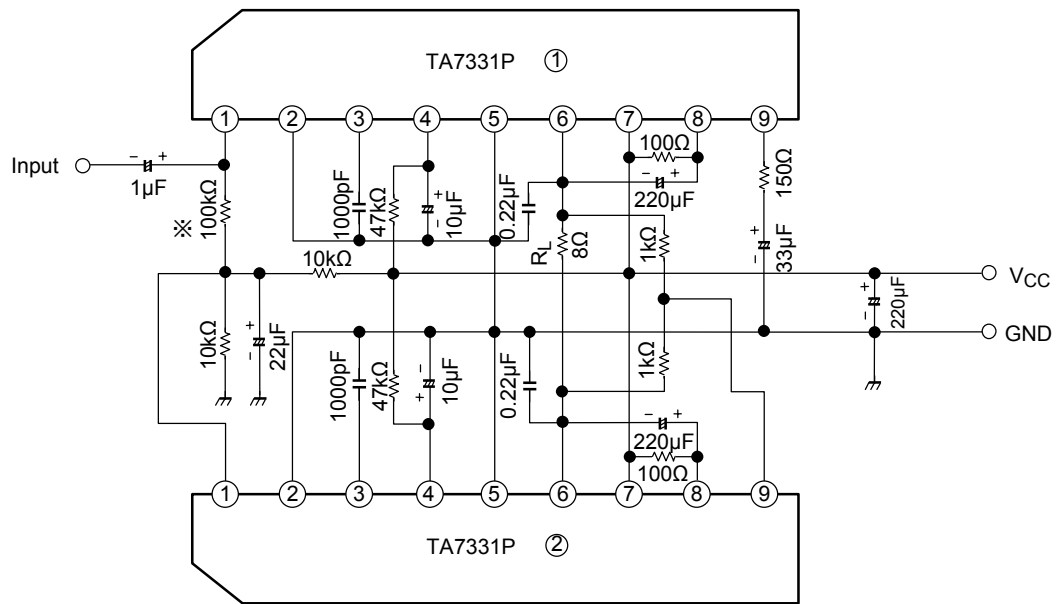 TA7331P ①
① ② ③ ④ ⑤ ⑥ ⑦ ⑧ ⑨
Input
− +
1μF
※ 100kΩ
1000pF
47kΩ
+
−
10μF
0.22μF
RL
8Ω
100Ω
− +
220μF
1kΩ
150Ω
+
−
33μF
10kΩ
VCC
+
−
220μF
GND
10kΩ
+
−
22μF
1000pF
47kΩ
−
+
10μF
0.22μF
1kΩ
− +
220μF
100Ω
① ② ③ ④ ⑤ ⑥ ⑦ ⑧ ⑨
TA7331P ②